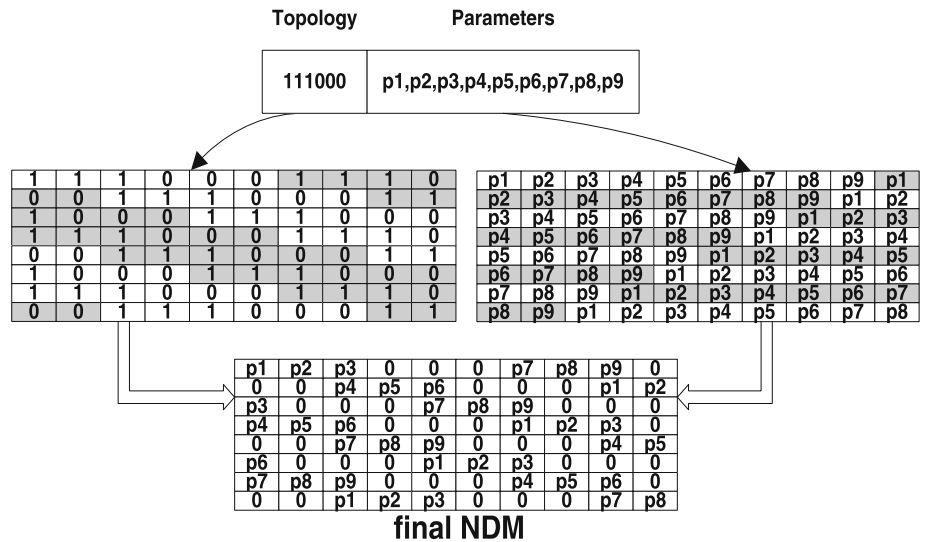 Topology Parameters
111000 p1,p2,p3,p4,p5,p6,p7,p8,p9
1 1 1 0 0 0 1 1 1 0
0 0 1 1 1 0 0 0 1 1
1 0 0 0 1 1 1 0 0 0
1 1 1 0 0 0 1 1 1 0
0 0 1 1 1 0 0 0 1 1
1 0 0 0 1 1 1 0 0 0
1 1 1 0 0 0 1 1 1 0
0 0 1 1 1 0 0 0 1 1
p1 p2 p3 p4 p5 p6 p7 p8 p9 p1
p2 p3 p4 p5 p6 p7 p8 p9 p1 p2
p3 p4 p5 p6 p7 p8 p9 p1 p2 p3
p4 p5 p6 p7 p8 p9 p1 p2 p3 p4
p5 p6 p7 p8 p9 p1 p2 p3 p4 p5
p6 p7 p8 p9 p1 p2 p3 p4 p5 p6
p7 p8 p9 p1 p2 p3 p4 p5 p6 p7
p8 p9 p1 p2 p3 p4 p5 p6 p7 p8
p1 p2 p3 0 0 0 p7 p8 p9 0
0 0 p4 p5 p6 0 0 0 p1 p2
p3 0 0 0 p7 p8 p9 0 0 0
p4 p5 p6 0 0 0 p1 p2 p3 0
0 0 p7 p8 p9 0 0 0 p4 p5
p6 0 0 0 p1 p2 p3 0 0 0
p7 p8 p9 0 0 0 p4 p5 p6 0
0 0 p1 p2 p3 0 0 0 p7 p8
final NDM